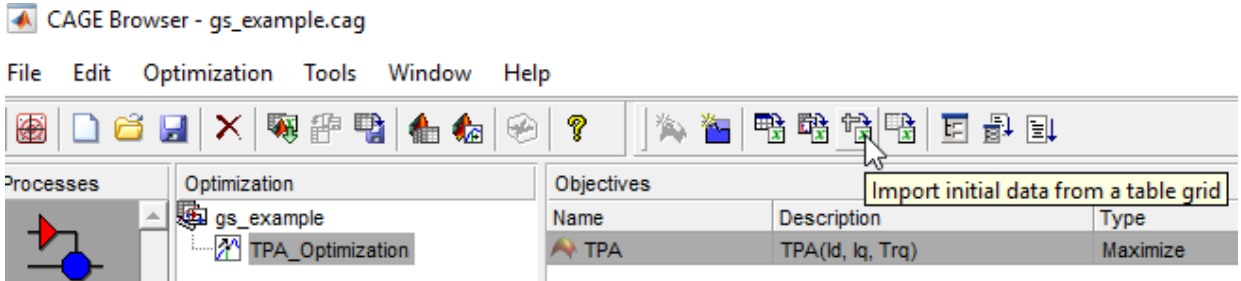 CAGE Browser - gs_example.cag
File Edit Optimization Tools Window Help
Processes Optimization Objectives
Import initial data from a table grid
gs_example Name Description Type
TPA_Optimization TPA TPA(Id, Iq, Trq) Maximize